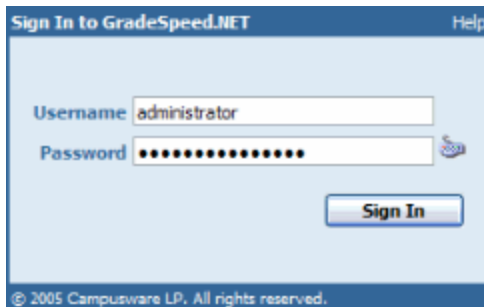 Sign In to GradeSpeed.NET Help
Username administrator
Password •••••••••••••••
Sign In
© 2005 Campusware LP. All rights reserved.